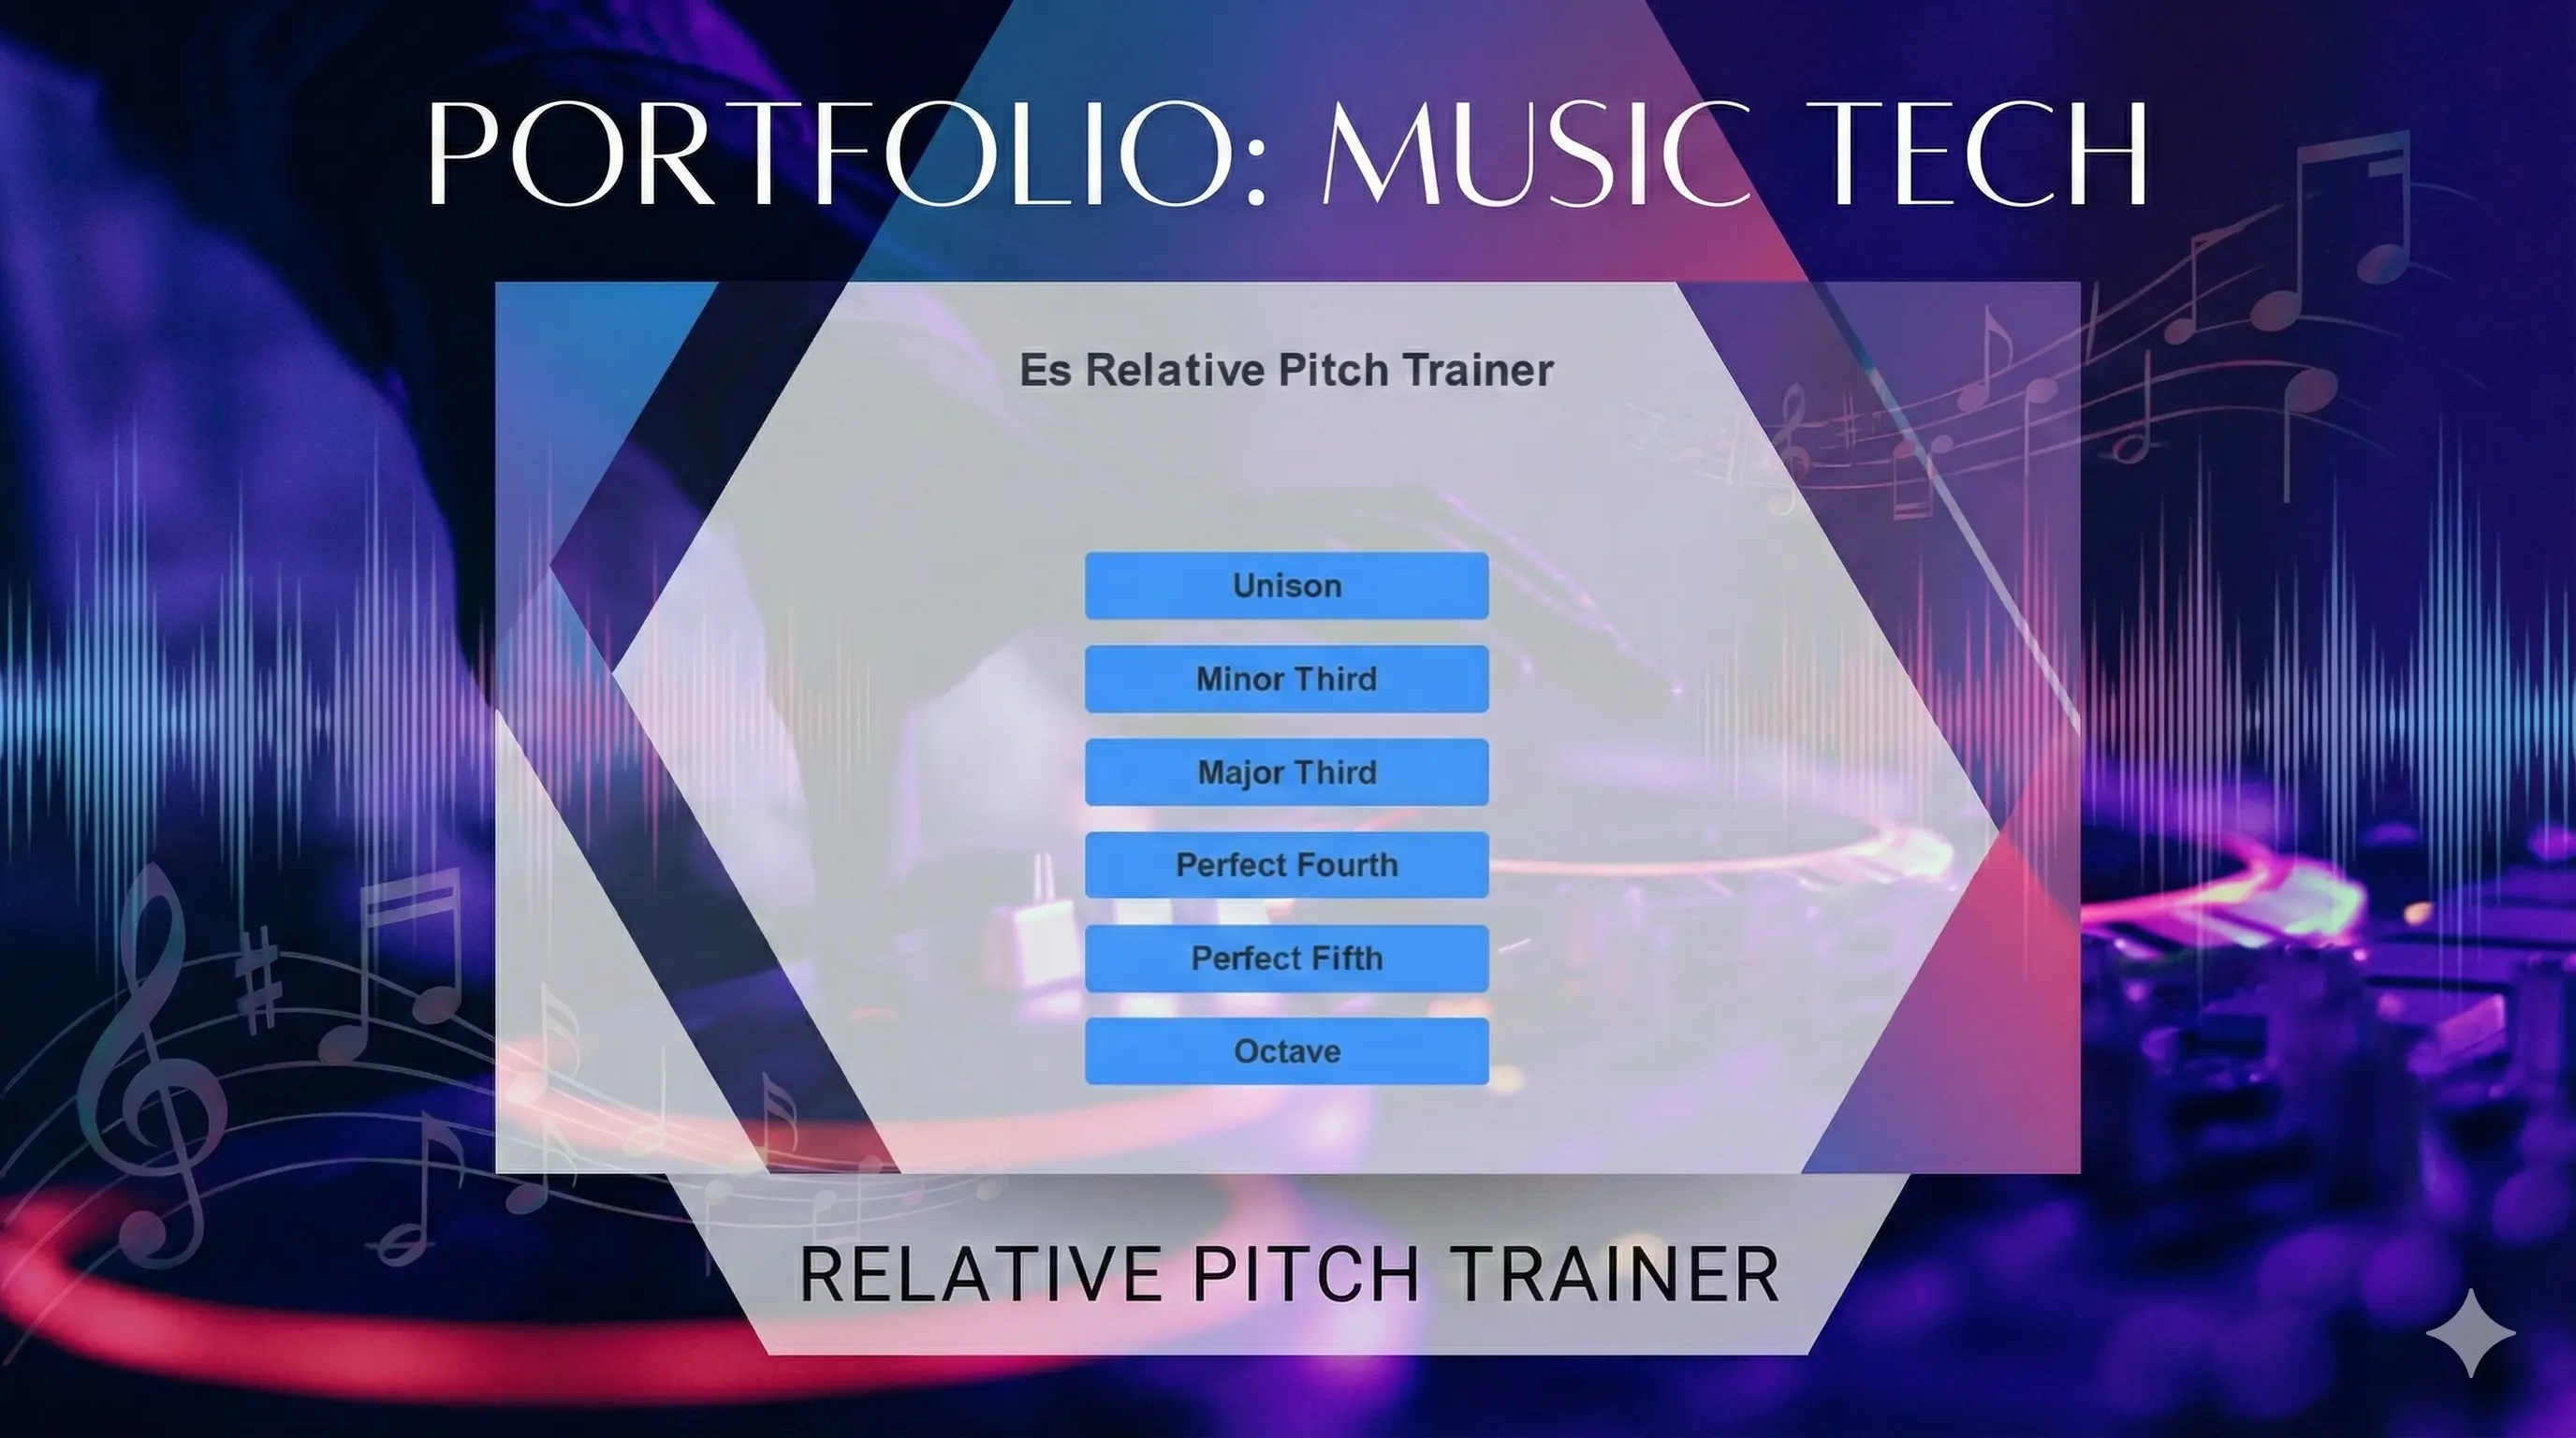 PORTFOLIO: MUSIC TECH
Es Relative Pitch Trainer
Unison
Minor Third
Major Third
Perfect Fourth
Perfect Fifth
Octave
RELATIVE PITCH TRAINER